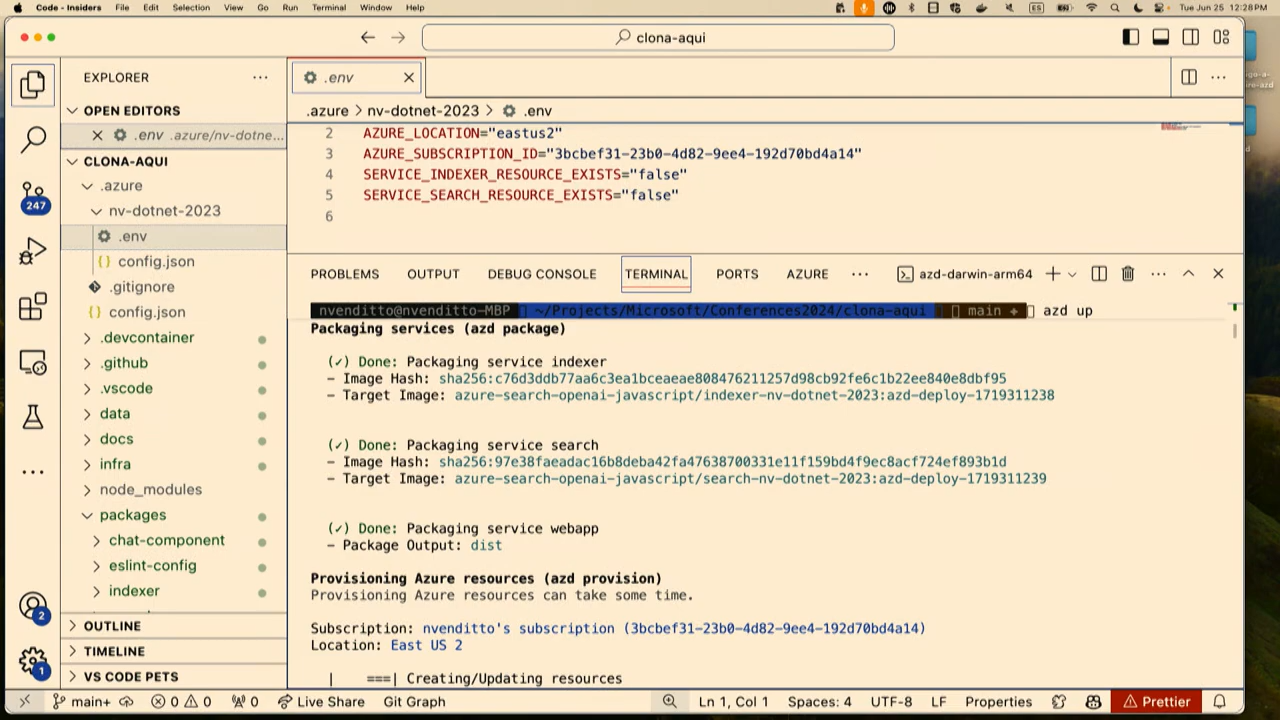 Code - Insiders File Edit Selection View Go Run Terminal Window Help
ES Tue Jun 25 12:28 PM
clona-aqui
EXPLORER
.env
OPEN EDITORS
.azure > nv-dotnet-2023 > .env
.env .azure/nv-dotne...
2 AZURE_LOCATION="eastus2"
CLONA-AQUI
3 AZURE_SUBSCRIPTION_ID="3bcbef31-23b0-4d82-9ee4-192d70bd4a14"
.azure
4 SERVICE_INDEXER_RESOURCE_EXISTS="false"
247
nv-dotnet-2023
5 SERVICE_SEARCH_RESOURCE_EXISTS="false"
6
.env
config.json
PROBLEMS OUTPUT DEBUG CONSOLE TERMINAL PORTS AZURE ... azd-darwin-arm64
.gitignore
config.json
nvenditto@nvenditto-MBP ~/Projects/Microsoft/Conferences2024/clona-aqui main azd up
Packaging services (azd package)
.devcontainer
.github
(✓) Done: Packaging service indexer
- Image Hash: sha256:c76d3ddb77aa6c3ea1bceaeae808476211257d98cb92fe6c1b22ee840e8dbf95
.vscode
- Target Image: azure-search-openai-javascript/indexer-nv-dotnet-2023:azd-deploy-1719311238
data
docs
(✓) Done: Packaging service search
infra
- Image Hash: sha256:97e38faeadac16b8deba42fa47638700331e11f159bd4f9ec8acf724ef893b1d
- Target Image: azure-search-openai-javascript/search-nv-dotnet-2023:azd-deploy-1719311239
node_modules
packages
(✓) Done: Packaging service webapp
chat-component
- Package Output: dist
eslint-config
Provisioning Azure resources (azd provision)
indexer
Provisioning Azure resources can take some time.
2
OUTLINE
Subscription: nvenditto's subscription (3bcbef31-23b0-4d82-9ee4-192d70bd4a14)
Location: East US 2
TIMELINE
1
VS CODE PETS
| ===| Creating/Updating resources
main+ 0 0 0 Live Share Git Graph Ln 1, Col 1 Spaces: 4 UTF-8 LF Properties Prettier